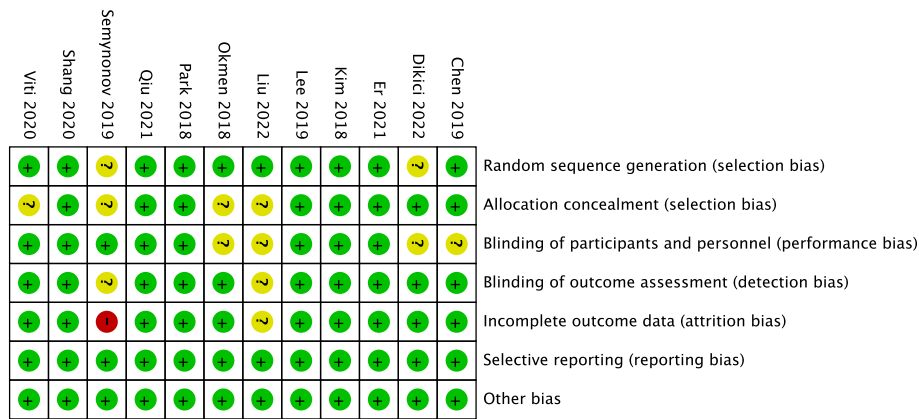 Viti 2020
Shang 2020
Semynonov 2019
Qiu 2021
Park 2018
Okmen 2018
Liu 2022
Lee 2019
Kim 2018
Er 2021
Dikici 2022
Chen 2019
+ + ? + + + + + + + ? + Random sequence generation (selection bias)
? + ? + + ? ? + + + + + Allocation concealment (selection bias)
+ + + + + ? ? + + + ? ? Blinding of participants and personnel (performance bias)
+ + ? + + + ? + + + + + Blinding of outcome assessment (detection bias)
+ + – + + + ? + + + + + Incomplete outcome data (attrition bias)
+ + + + + + + + + + + + Selective reporting (reporting bias)
+ + + + + + + + + + + + Other bias